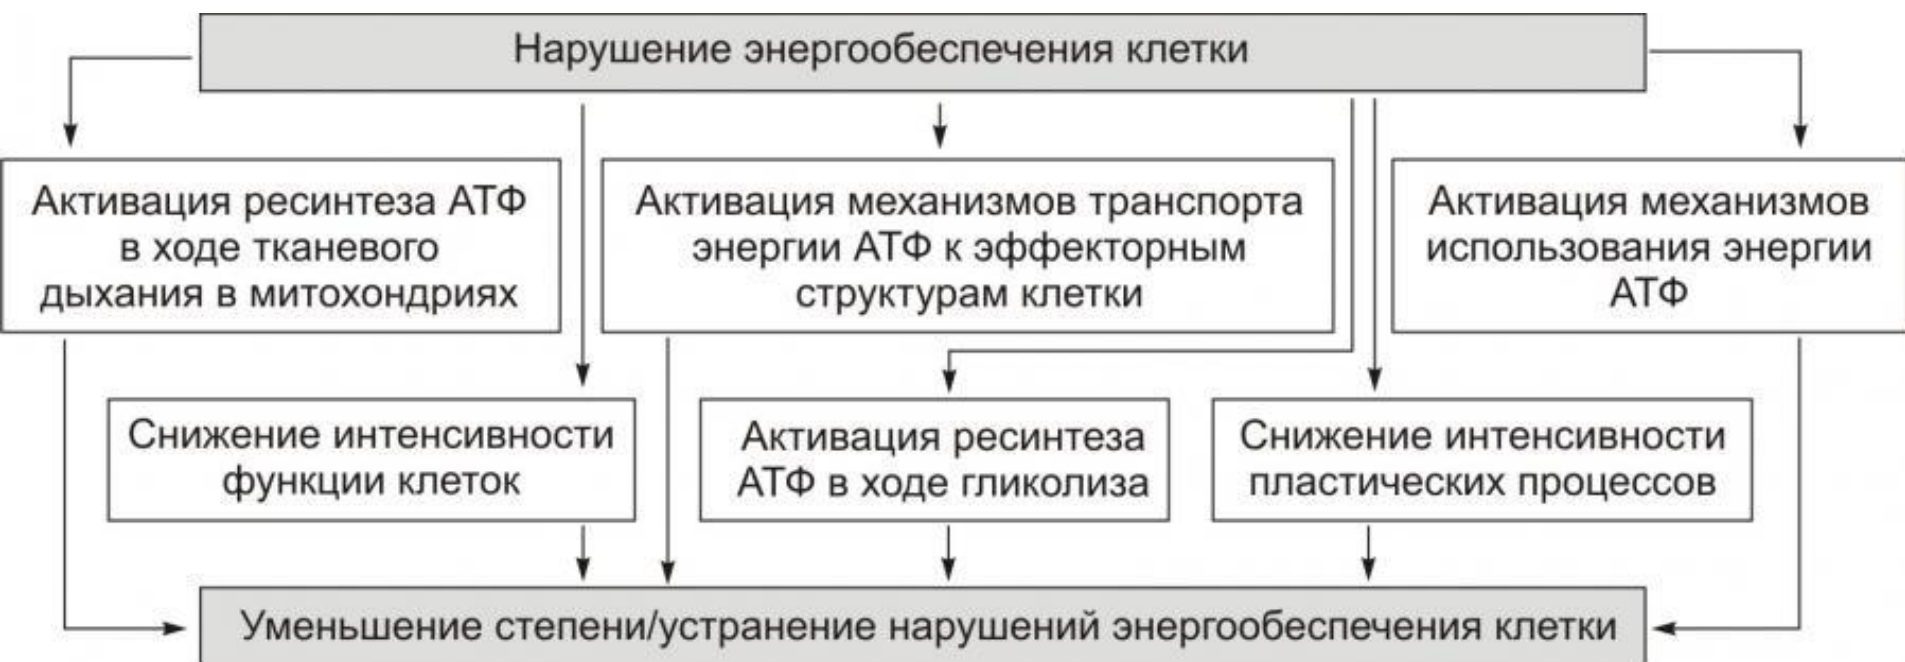 Нарушение энергообеспечения клетки
Активация ресинтеза АТФ
в ходе тканевого
дыхания в митохондриях
Активация механизмов транспорта
энергии АТФ к эффекторным
структурам клетки
Активация механизмов
использования энергии
АТФ
Снижение интенсивности
функции клеток
Активация ресинтеза
АТФ в ходе гликолиза
Снижение интенсивности
пластических процессов
Уменьшение степени/устранение нарушений энергообеспечения клетки